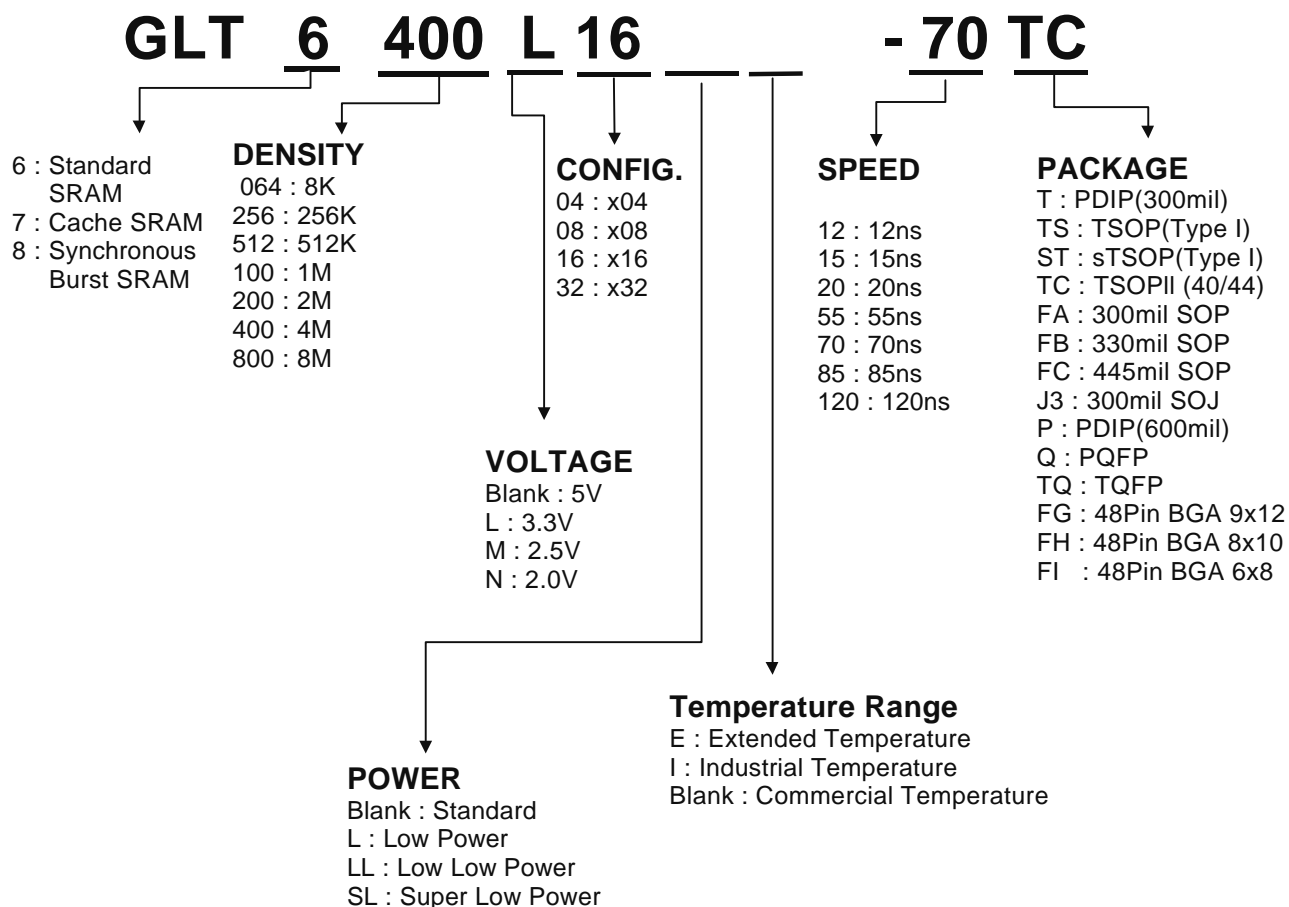 GLT 6 400 L 16 - 70 TC
6 : Standard
SRAM
7 : Cache SRAM
8 : Synchronous
Burst SRAM
DENSITY
064 : 8K
256 : 256K
512 : 512K
100 : 1M
200 : 2M
400 : 4M
800 : 8M
VOLTAGE
Blank : 5V
L : 3.3V
M : 2.5V
N : 2.0V
CONFIG.
04 : x04
08 : x08
16 : x16
32 : x32
SPEED
12 : 12ns
15 : 15ns
20 : 20ns
55 : 55ns
70 : 70ns
85 : 85ns
120 : 120ns
PACKAGE
T : PDIP(300mil)
TS : TSOP(Type I)
ST : sTSOP(Type I)
TC : TSOPll (40/44)
FA : 300mil SOP
FB : 330mil SOP
FC : 445mil SOP
J3 : 300mil SOJ
P : PDIP(600mil)
Q : PQFP
TQ : TQFP
FG : 48Pin BGA 9x12
FH : 48Pin BGA 8x10
FI : 48Pin BGA 6x8
POWER
Blank : Standard
L : Low Power
LL : Low Low Power
SL : Super Low Power
Temperature Range
E : Extended Temperature
I : Industrial Temperature
Blank : Commercial Temperature